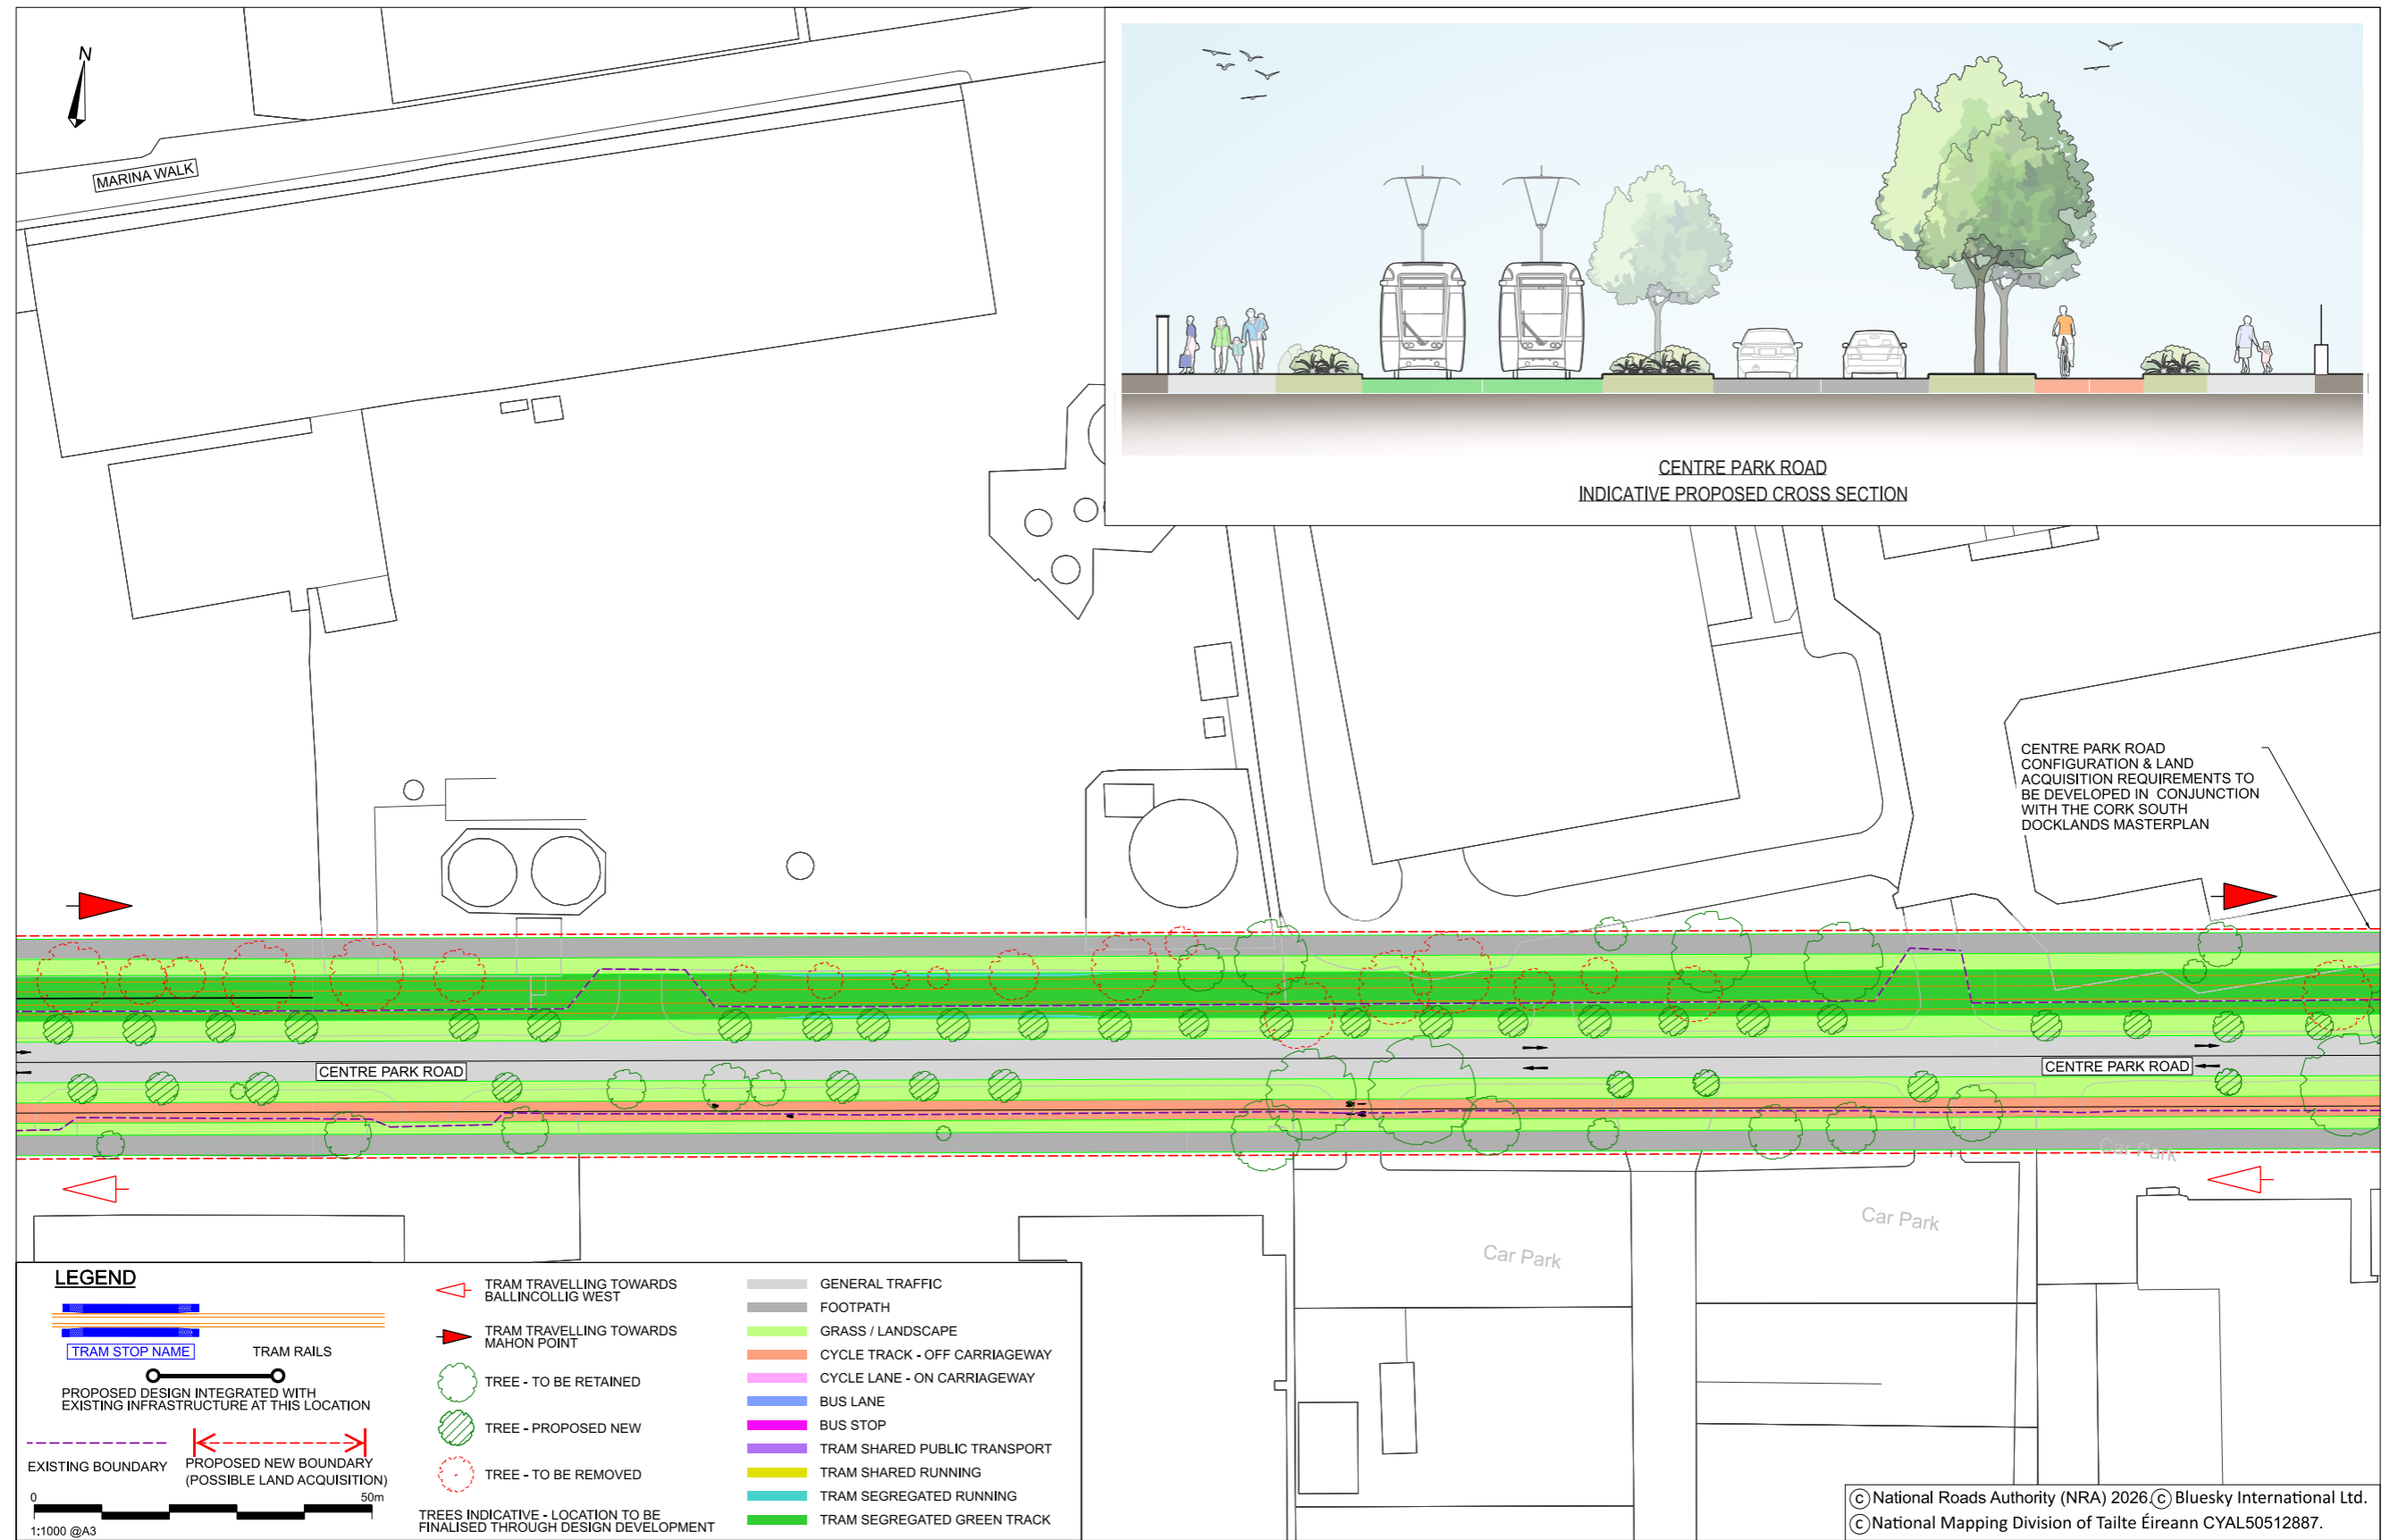 N
MARINA WALK
CENTRE PARK ROAD
INDICATIVE PROPOSED CROSS SECTION
CENTRE PARK ROAD
CONFIGURATION & LAND
ACQUISITION REQUIREMENTS TO
BE DEVELOPED IN CONJUNCTION
WITH THE CORK SOUTH
DOCKLANDS MASTERPLAN
CENTRE PARK ROAD
CENTRE PARK ROAD
Car Park
Car Park
Car Park
LEGEND
TRAM STOP NAME
TRAM RAILS
PROPOSED DESIGN INTEGRATED WITH
EXISTING INFRASTRUCTURE AT THIS LOCATION
EXISTING BOUNDARY
PROPOSED NEW BOUNDARY
(POSSIBLE LAND ACQUISITION)
0 50m
1:1000 @A3
TRAM TRAVELLING TOWARDS
BALLINCOLLIG WEST
TRAM TRAVELLING TOWARDS
MAHON POINT
TREE - TO BE RETAINED
TREE - PROPOSED NEW
TREE - TO BE REMOVED
TREES INDICATIVE - LOCATION TO BE
FINALISED THROUGH DESIGN DEVELOPMENT
GENERAL TRAFFIC
FOOTPATH
GRASS / LANDSCAPE
CYCLE TRACK - OFF CARRIAGEWAY
CYCLE LANE - ON CARRIAGEWAY
BUS LANE
BUS STOP
TRAM SHARED PUBLIC TRANSPORT
TRAM SHARED RUNNING
TRAM SEGREGATED RUNNING
TRAM SEGREGATED GREEN TRACK
© National Roads Authority (NRA) 2026. © Bluesky International Ltd.
© National Mapping Division of Tailte Éireann CYAL50512887.